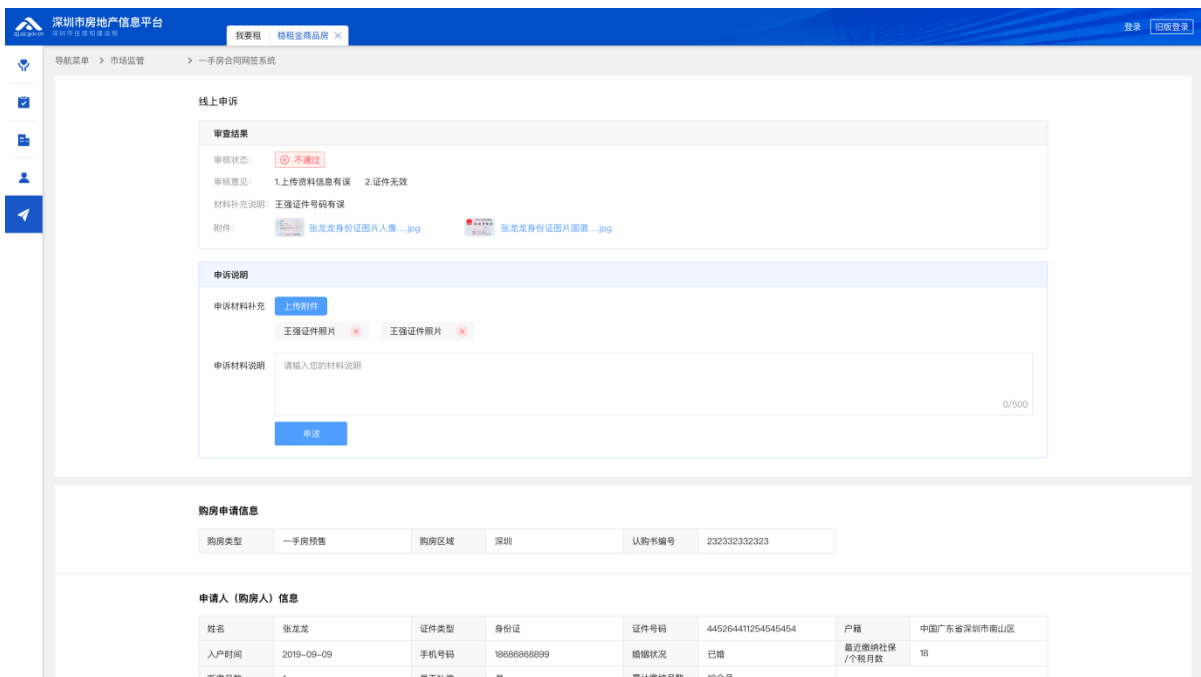 深圳市房地产信息平台
深圳市住房和建设局
我要租 稳租金商品房 ×
登录 旧版登录
导航菜单 > 市场监管 > 一手房合同网签系统
线上申诉
审查结果
审核状态: 不通过
审核意见: 1.上传资料信息有误 2.证件无效
材料补充说明: 王强证件号码有误
附件: 张龙龙身份证图片人像....jpg 张龙龙身份证图片国徽....jpg
申诉说明
申诉材料补充 上传附件
王强证件照片 王强证件照片
申诉材料说明 请输入您的材料说明
0/500
申述
购房申请信息
购房类型 一手房预售 购房区域 深圳 认购书编号 232332332323
申请人（购房人）信息
姓名 张龙龙 证件类型 身份证 证件号码 445264411254545454 户籍 中国广东省深圳市南山区
入户时间 2019-09-09 手机号码 18686868899 婚姻状况 已婚 最近缴纳社保/个税月数 18